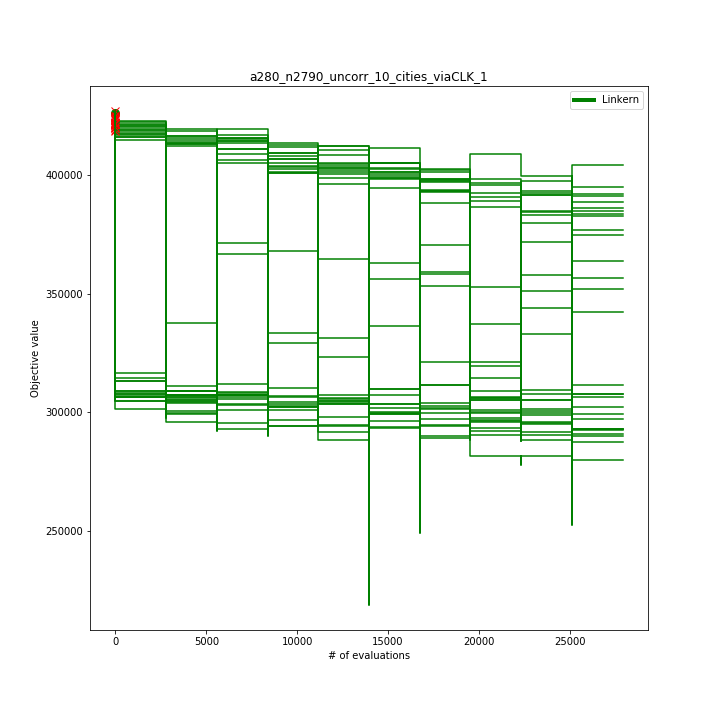 a280_n2790_uncorr_10_cities_viaCLK_1
Linkern
400000
350000
300000
250000
Objective value
0 5000 10000 15000 20000 25000
# of evaluations